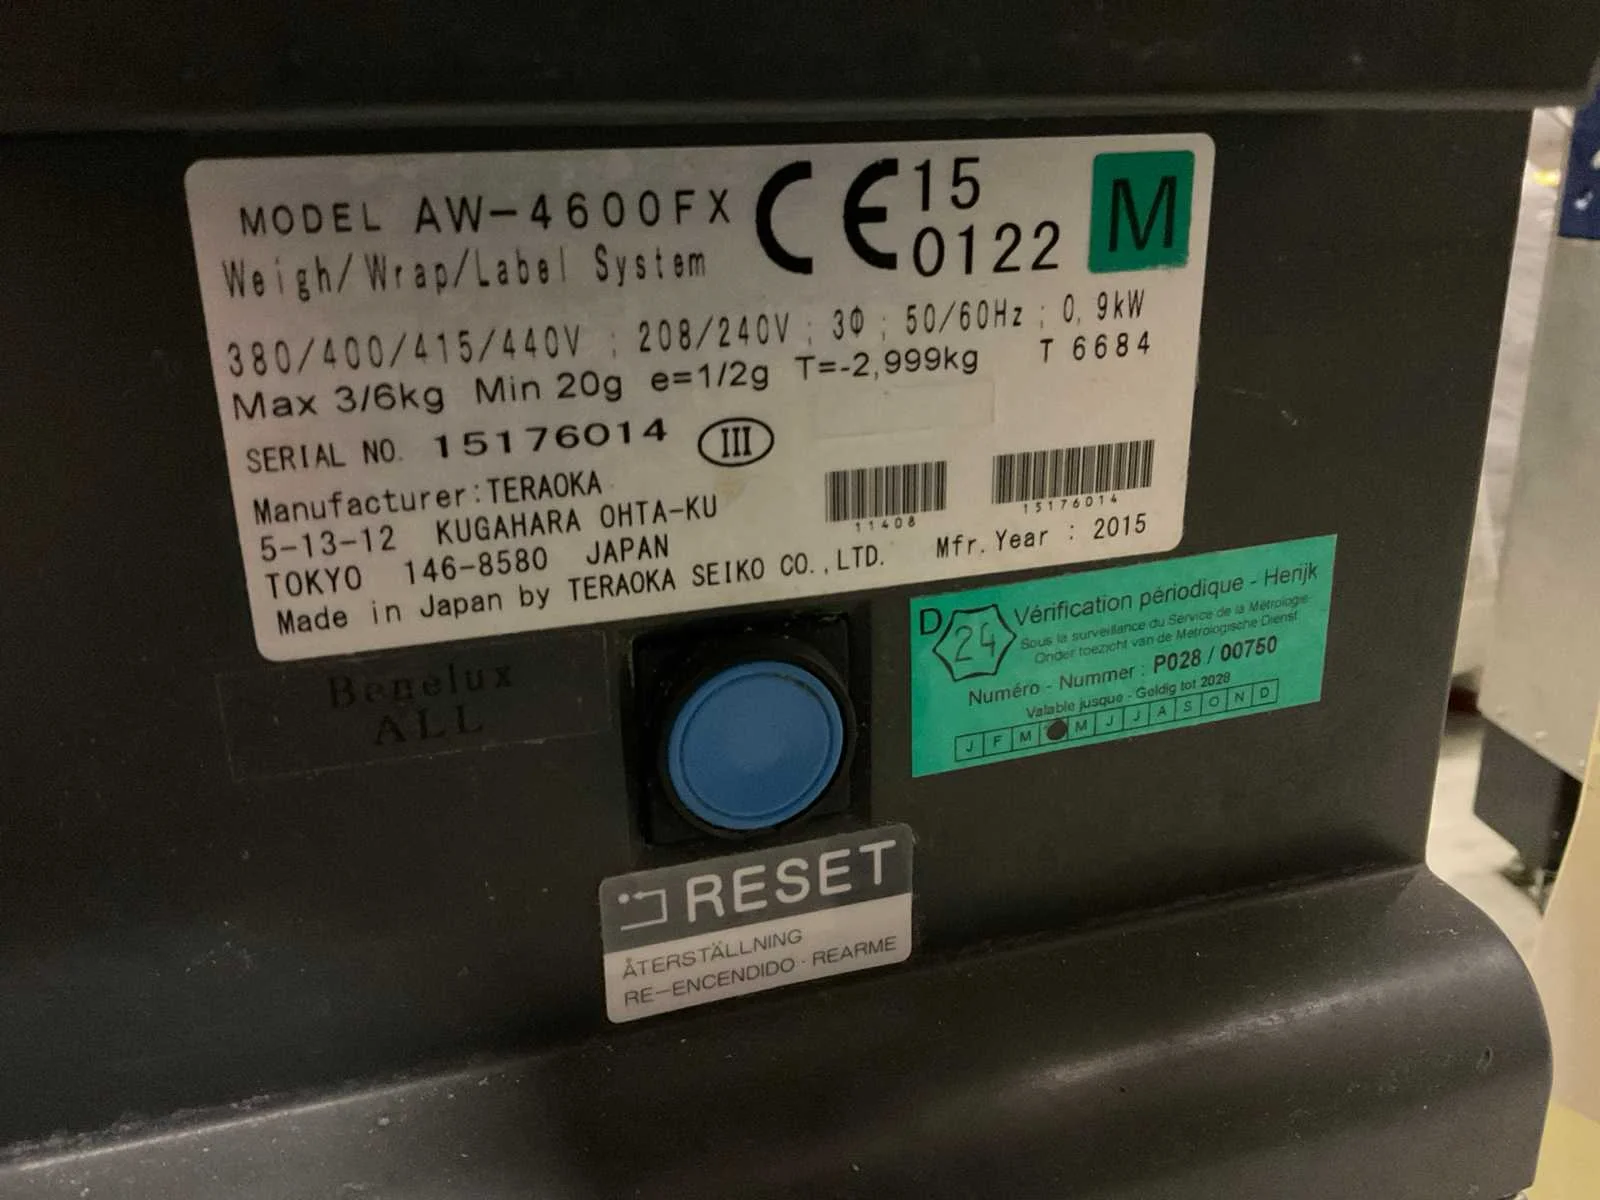 MODEL AW-4600FX CE 15 0122 M
Weigh/Wrap/Label System
380/400/415/440V ; 208/240V ; 3Φ ; 50/60Hz ; 0,9kW
Max 3/6kg Min 20g e=1/2g T=-2,999kg T 6684
SERIAL NO. 15176014 III
Manufacturer:TERAOKA
5-13-12 KUGAHARA OHTA-KU
TOKYO 146-8580 JAPAN
Made in Japan by TERAOKA SEIKO CO.,LTD.
11408
15176014
Mfr.Year : 2015
Benelux
ALL
D 24 Vérification périodique - Herijk
Sous la surveillance du Service de la Métrologie
Onder toezicht van de Metrologische Dienst
Numéro - Nummer : P028 / 00750
Valable jusque - Geldig tot 2028
J F M M J J A S O N D
RESET
ÅTERSTÄLLNING
RE-ENCENDIDO · REARME